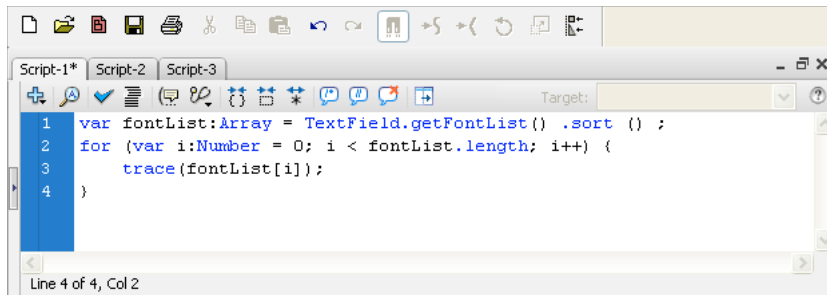 Script-1* Script-2 Script-3
Target:
1 var fontList:Array = TextField.getFontList() .sort () ;
2 for (var i:Number = 0; i < fontList.length; i++) {
3 trace(fontList[i]);
4 }
Line 4 of 4, Col 2